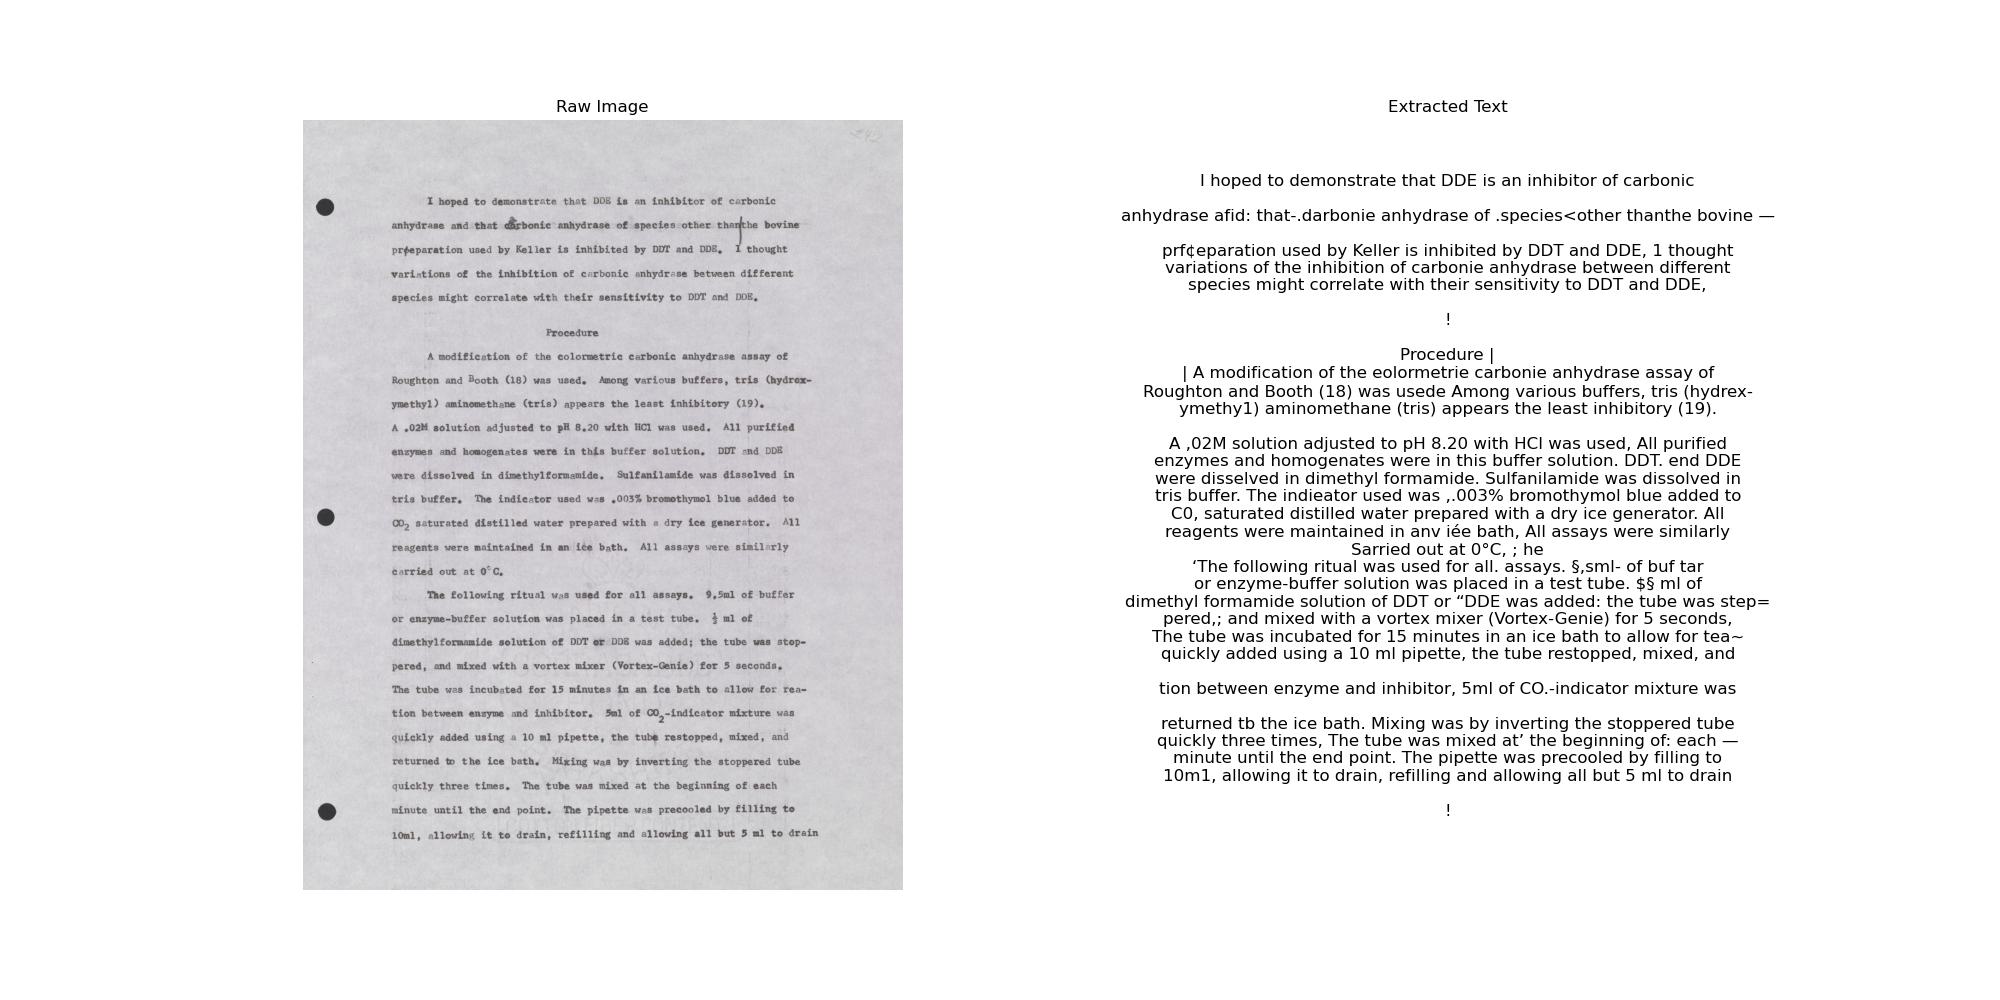 Raw Image
I hoped to demonstrate that DDE is an inhibitor of carbonic
anhydrase and that carbonic anhydrase of species other thanthe bovine
preparation used by Keller is inhibited by DDT and DDE. I thought
variations of the inhibition of carbonic anhydrase between different
species might correlate with their sensitivity to DDT and DDE.
Procedure
A modification of the colormetric carbonic anhydrase assay of
Roughton and Booth (18) was used. Among various buffers, tris (hydrox-
ymethyl) aminomethane (tris) appears the least inhibitory (19).
A .02M solution adjusted to pH 8.20 with HCl was used. All purified
enzymes and homogenates were in this buffer solution. DDT and DDE
were dissolved in dimethylformamide. Sulfanilamide was dissolved in
tris buffer. The indicator used was .003% bromothymol blue added to
CO2 saturated distilled water prepared with a dry ice generator. All
reagents were maintained in an ice bath. All assays were similarly
carried out at 0°C.
The following ritual was used for all assays. 9.5ml of buffer
or enzyme-buffer solution was placed in a test tube. ½ ml of
dimethylformamide solution of DDT or DDE was added; the tube was stop-
pered, and mixed with a vortex mixer (Vortex-Genie) for 5 seconds.
The tube was incubated for 15 minutes in an ice bath to allow for rea-
tion between enzyme and inhibitor. 5ml of CO2-indicator mixture was
quickly added using a 10 ml pipette, the tube restopped, mixed, and
returned to the ice bath. Mixing was by inverting the stoppered tube
quickly three times. The tube was mixed at the beginning of each
minute until the end point. The pipette was precooled by filling to
10ml, allowing it to drain, refilling and allowing all but 5 ml to drain
Extracted Text
I hoped to demonstrate that DDE is an inhibitor of carbonic
anhydrase afid: that-.darbonie anhydrase of .species<other thanthe bovine —
prf¢eparation used by Keller is inhibited by DDT and DDE, 1 thought
variations of the inhibition of carbonie anhydrase between different
species might correlate with their sensitivity to DDT and DDE,
!
Procedure |
| A modification of the eolormetrie carbonie anhydrase assay of
Roughton and Booth (18) was usede Among various buffers, tris (hydrex-
ymethy1) aminomethane (tris) appears the least inhibitory (19).
A ,02M solution adjusted to pH 8.20 with HCl was used, All purified
enzymes and homogenates were in this buffer solution. DDT. end DDE
were disselved in dimethyl formamide. Sulfanilamide was dissolved in
tris buffer. The indieator used was ,.003% bromothymol blue added to
C0, saturated distilled water prepared with a dry ice generator. All
reagents were maintained in anv iée bath, All assays were similarly
Sarried out at 0°C, ; he
‘The following ritual was used for all. assays. §,sml- of buf tar
or enzyme-buffer solution was placed in a test tube. $§ ml of
dimethyl formamide solution of DDT or “DDE was added: the tube was step=
pered,; and mixed with a vortex mixer (Vortex-Genie) for 5 seconds,
The tube was incubated for 15 minutes in an ice bath to allow for tea~
quickly added using a 10 ml pipette, the tube restopped, mixed, and
tion between enzyme and inhibitor, 5ml of CO.-indicator mixture was
returned tb the ice bath. Mixing was by inverting the stoppered tube
quickly three times, The tube was mixed at’ the beginning of: each —
minute until the end point. The pipette was precooled by filling to
10m1, allowing it to drain, refilling and allowing all but 5 ml to drain
!